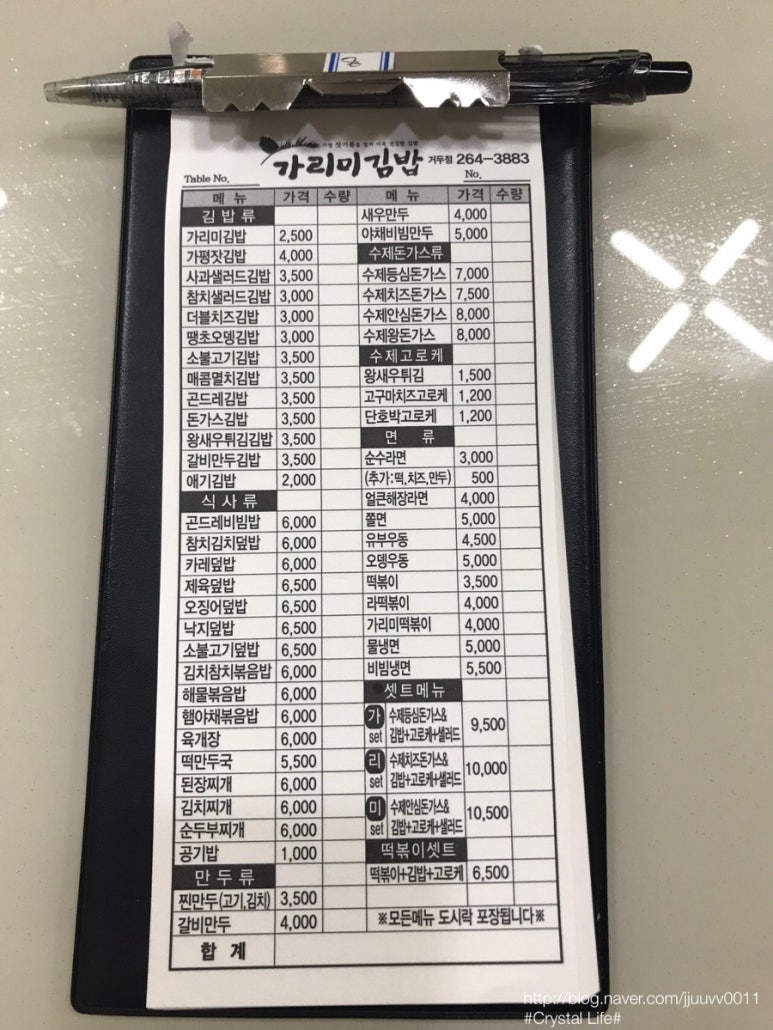 8
가평 잣가루를 넣어 더욱 건강한 김밥
가리미김밥 거두점 264-3883
Table No. No.
메 뉴 가격 수량
김밥류
가리미김밥 2,500
가평잣김밥 4,000
사과샐러드김밥 3,500
참치샐러드김밥 3,000
더블치즈김밥 3,000
땡초오뎅김밥 3,000
소불고기김밥 3,500
매콤멸치김밥 3,500
곤드레김밥 3,500
돈가스김밥 3,500
왕새우튀김김밥 3,500
갈비만두김밥 3,500
애기김밥 2,000
식사류
곤드레비빔밥 6,000
참치김치덮밥 6,000
카레덮밥 6,000
제육덮밥 6,500
오징어덮밥 6,500
낙지덮밥 6,500
소불고기덮밥 6,500
김치참치볶음밥 6,000
해물볶음밥 6,000
햄야채볶음밥 6,000
육개장 6,000
떡만두국 5,500
된장찌개 6,000
김치찌개 6,000
순두부찌개 6,000
공기밥 1,000
만두류
찐만두(고기,김치) 3,500
갈비만두 4,000
합 계
메 뉴 가격 수량
새우만두 4,000
야채비빔만두 5,000
수제돈가스류
수제등심돈가스 7,000
수제치즈돈가스 7,500
수제안심돈가스 8,000
수제왕돈가스 8,000
수제고로케
왕새우튀김 1,500
고구마치즈고로케 1,200
단호박고로케 1,200
면 류
순수라면 3,000
(추가:떡,치즈,만두) 500
얼큰해장라면 4,000
쫄면 5,000
유부우동 4,500
오뎅우동 5,000
떡볶이 3,500
라떡볶이 4,000
가리미떡볶이 4,000
물냉면 5,000
비빔냉면 5,500
셋트메뉴
가 수제등심돈가스&
set 김밥+고로케+샐러드 9,500
리 수제치즈돈가스&
set 김밥+고로케+샐러드 10,000
미 수제안심돈가스&
set 김밥+고로케+샐러드 10,500
떡볶이셋트
떡볶이+김밥+고로케 6,500
※모든메뉴 도시락 포장됩니다※
http://blog.naver.com/jjuuvv0011
#Crystal Life#